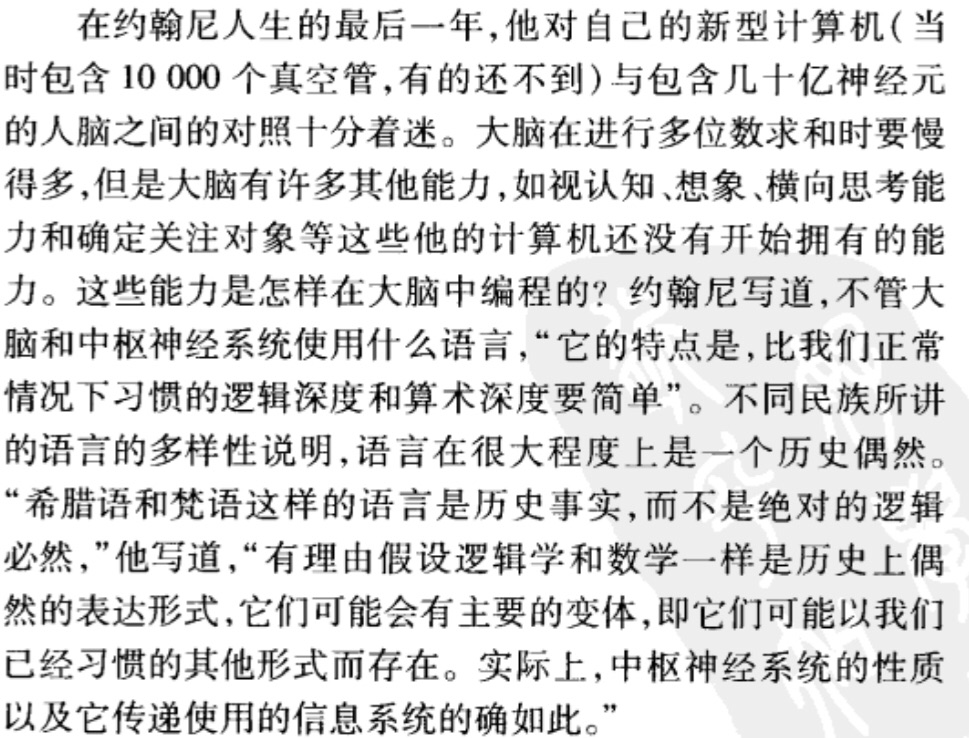 在约翰尼人生的最后一年,他对自己的新型计算机(当
时包含 10 000 个真空管,有的还不到)与包含几十亿神经元
的人脑之间的对照十分着迷。大脑在进行多位数求和时要慢
得多,但是大脑有许多其他能力,如视认知、想象、横向思考能
力和确定关注对象等这些他的计算机还没有开始拥有的能
力。这些能力是怎样在大脑中编程的?约翰尼写道,不管大
脑和中枢神经系统使用什么语言,“它的特点是,比我们正常
情况下习惯的逻辑深度和算术深度要简单”。不同民族所讲
的语言的多样性说明,语言在很大程度上是一个历史偶然。
“希腊语和梵语这样的语言是历史事实,而不是绝对的逻辑
必然,”他写道,“有理由假设逻辑学和数学一样是历史上偶
然的表达形式,它们可能会有主要的变体,即它们可能以我们
已经习惯的其他形式而存在。实际上,中枢神经系统的性质
以及它传递使用的信息系统的确如此。”